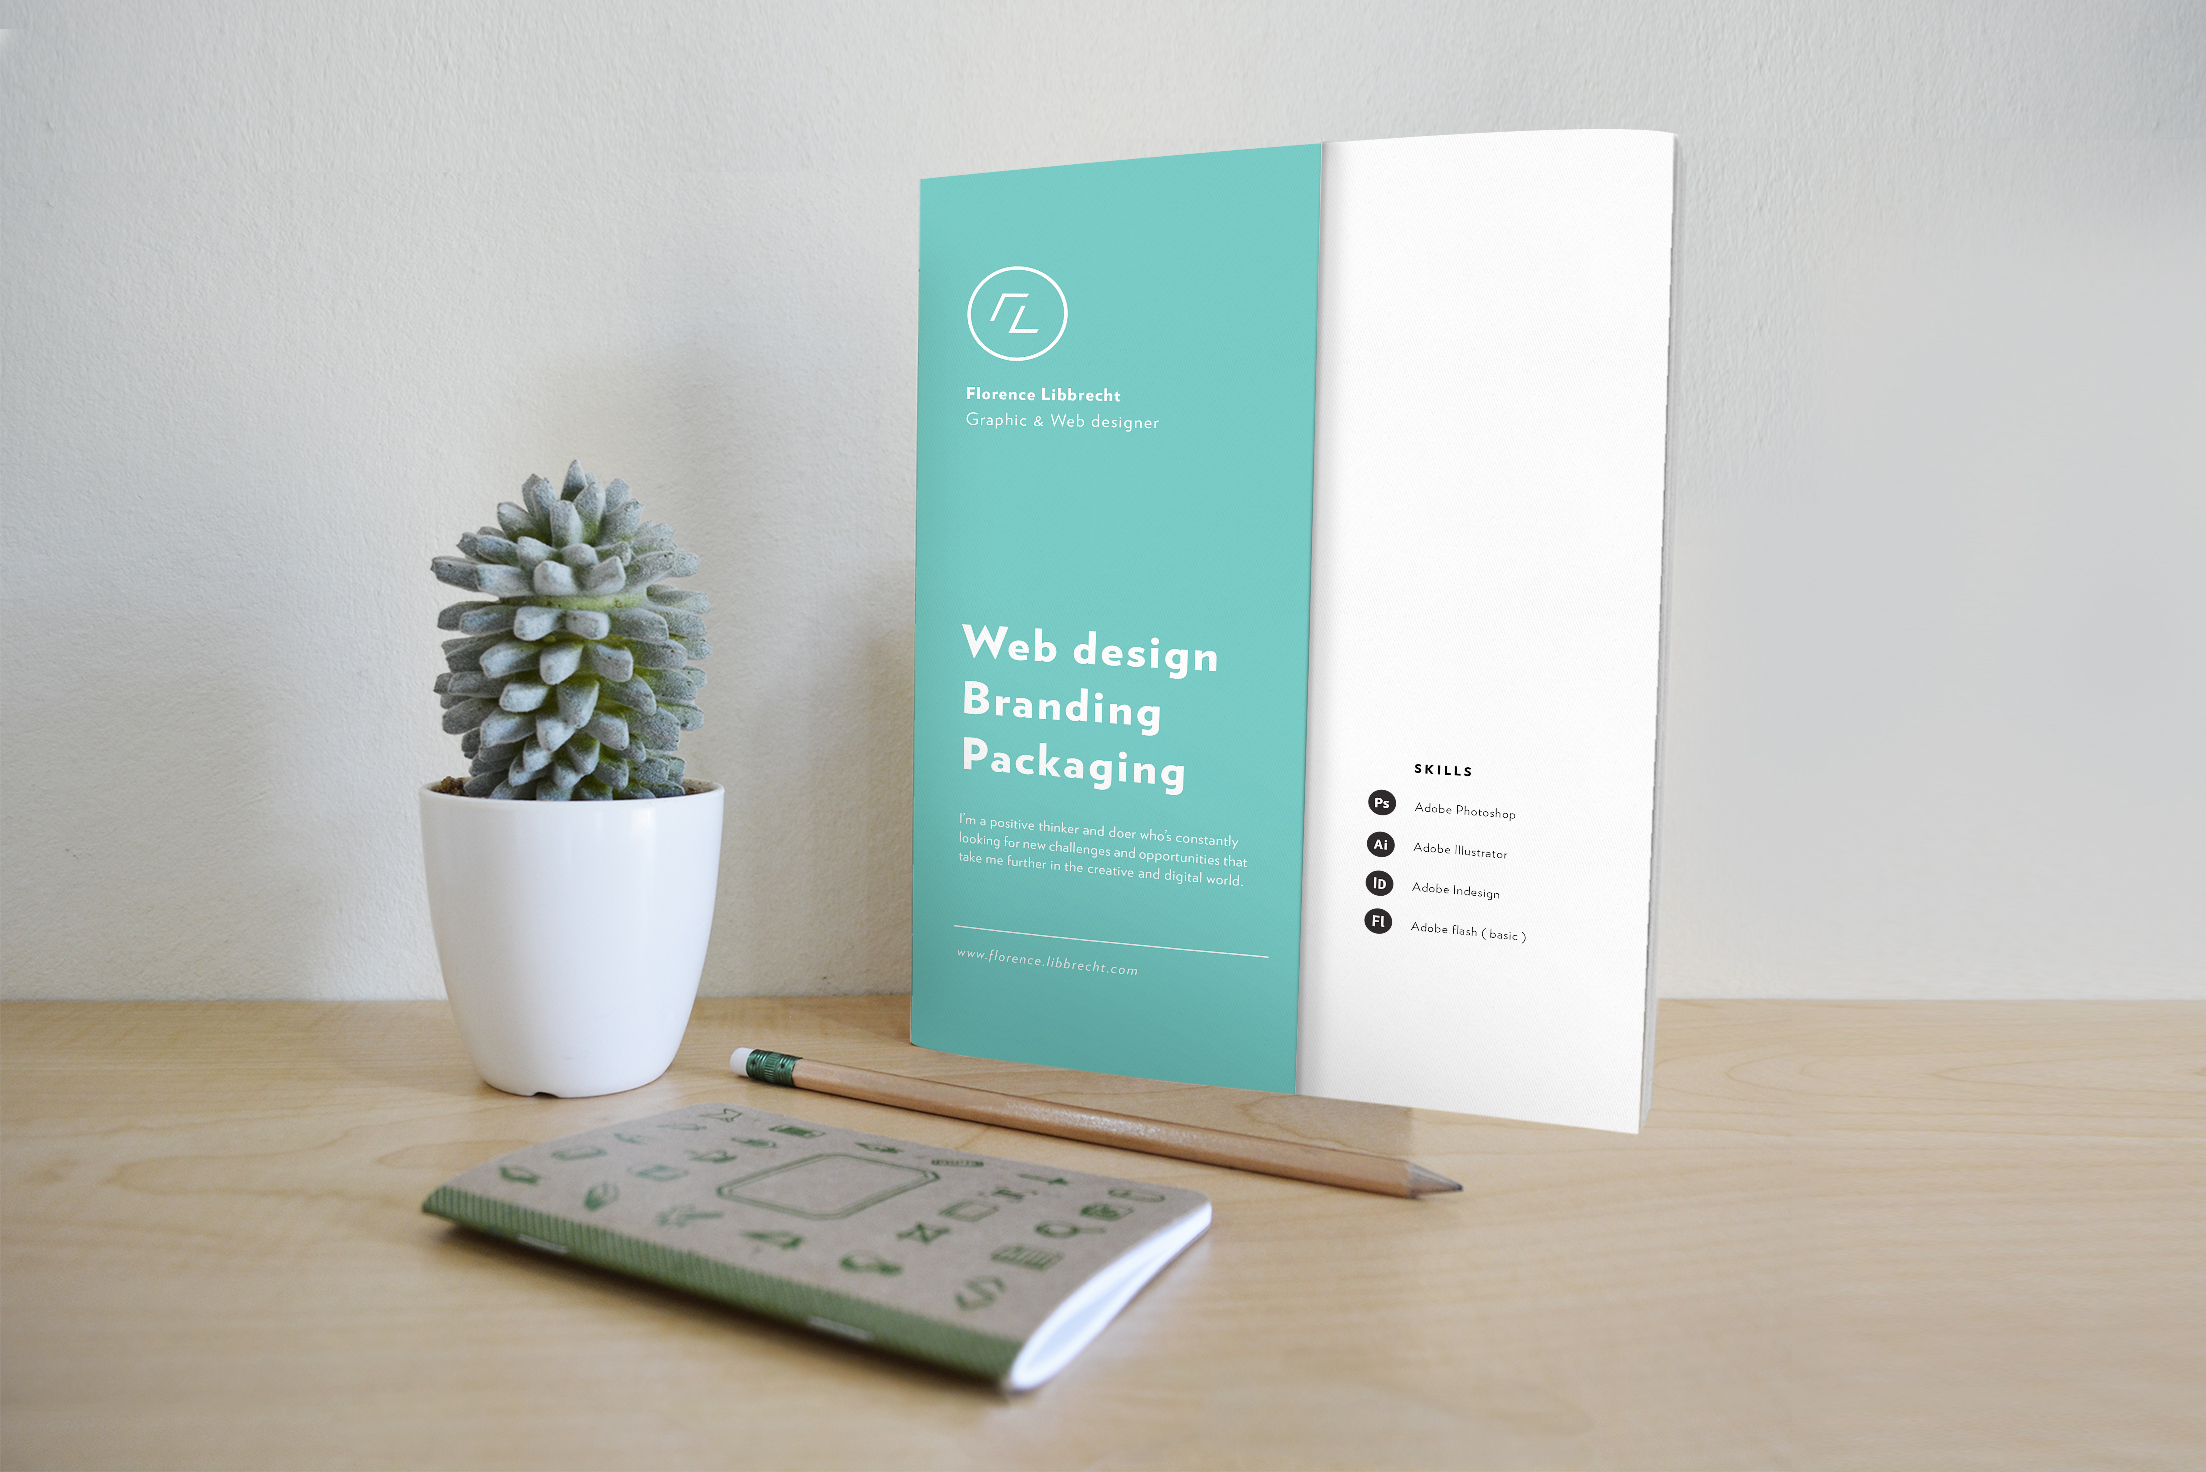 FL
Florence Libbrecht
Graphic & Web designer
Web design
Branding
Packaging
I'm a positive thinker and doer who's constantly
looking for new challenges and opportunities that
take me further in the creative and digital world.
www.florence.libbrecht.com
SKILLS
Ps Adobe Photoshop
Ai Adobe Illustrator
ID Adobe Indesign
Fl Adobe flash ( basic )